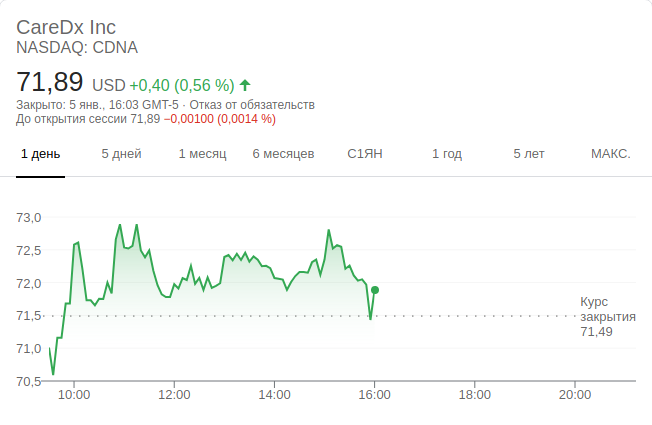 CareDx Inc
NASDAQ: CDNA
71,89 USD +0,40 (0,56 %)
Закрыто: 5 янв., 16:03 GMT-5 · Отказ от обязательств
До открытия сессии 71,89 −0,00100 (0,0014 %)
1 день 5 дней 1 месяц 6 месяцев С1ЯН 1 год 5 лет МАКС.
73,0
72,5
72,0
71,5
71,0
70,5
Курс
закрытия
71,49
10:00 12:00 14:00 16:00 18:00 20:00